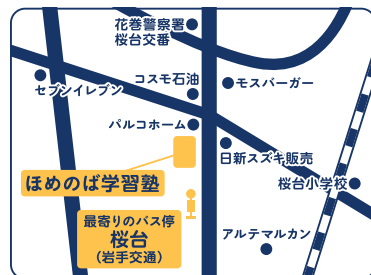 花巻警察署
桜台交番
コスモ石油
モスバーガー
セブンイレブン
パルコホーム
日新スズキ販売
ほめのば学習塾
桜台小学校
最寄りのバス停
桜台
（岩手交通）
アルテマルカン